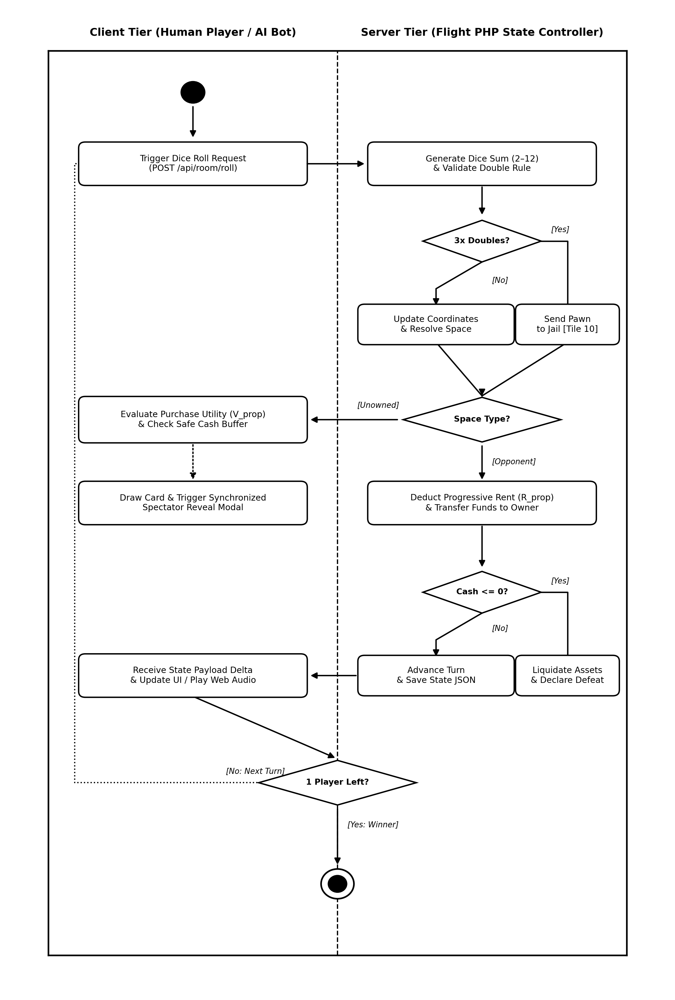 Client Tier (Human Player / AI Bot)
Server Tier (Flight PHP State Controller)
Trigger Dice Roll Request
(POST /api/room/roll)
Generate Dice Sum (2–12)
& Validate Double Rule
3x Doubles?
[Yes]
[No]
Update Coordinates
& Resolve Space
Send Pawn
to Jail [Tile 10]
Evaluate Purchase Utility (V_prop)
& Check Safe Cash Buffer
[Unowned]
Space Type?
[Opponent]
Draw Card & Trigger Synchronized
Spectator Reveal Modal
Deduct Progressive Rent (R_prop)
& Transfer Funds to Owner
Cash <= 0?
[Yes]
[No]
Receive State Payload Delta
& Update UI / Play Web Audio
Advance Turn
& Save State JSON
Liquidate Assets
& Declare Defeat
[No: Next Turn]
1 Player Left?
[Yes: Winner]